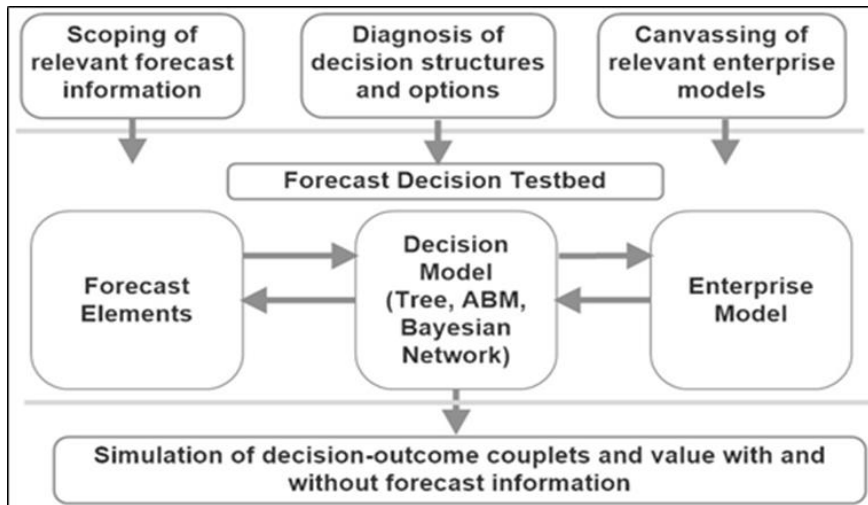 Scoping of
relevant forecast
information
Diagnosis of
decision structures
and options
Canvassing of
relevant enterprise
models
Forecast Decision Testbed
Forecast
Elements
Decision
Model
(Tree, ABM,
Bayesian
Network)
Enterprise
Model
Simulation of decision-outcome couplets and value with and
without forecast information